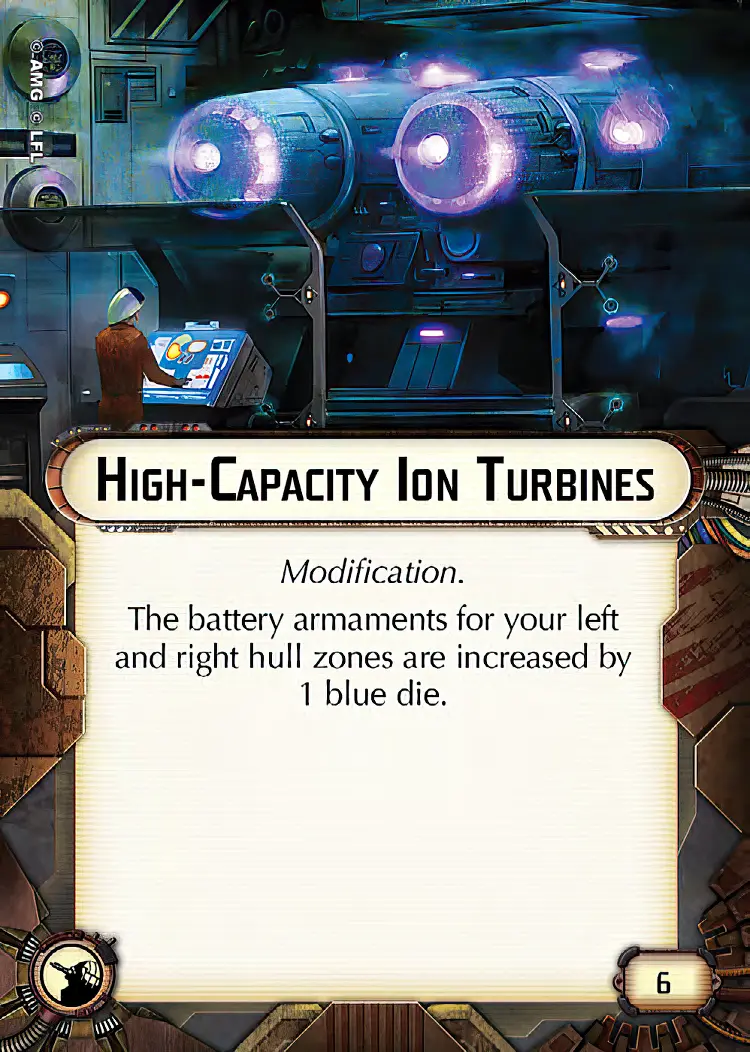 © AMG © LFL
High-Capacity Ion Turbines
Modification.
The battery armaments for your left
and right hull zones are increased by
1 blue die.
6